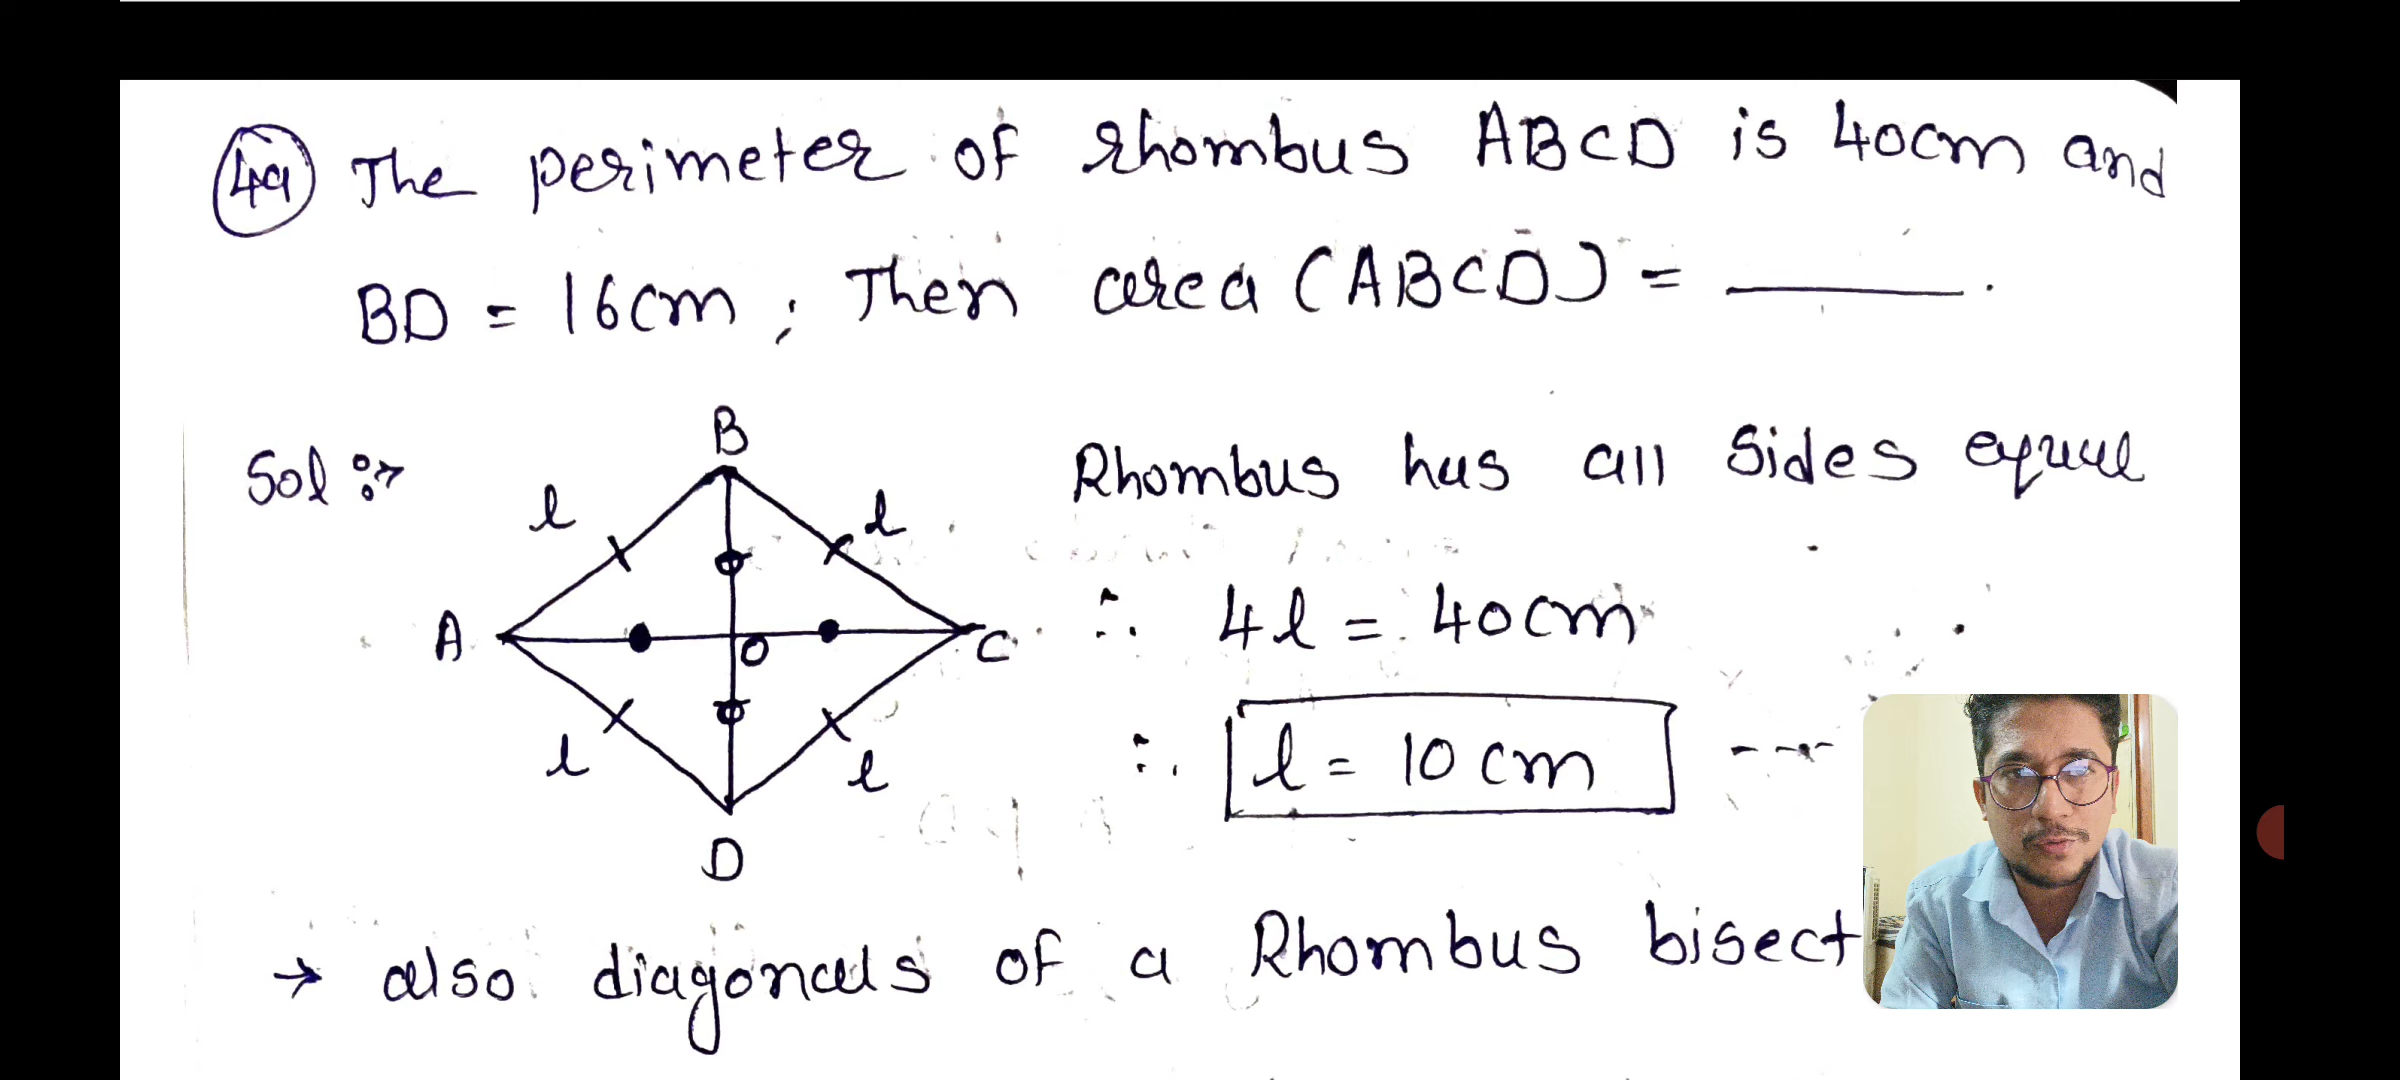 49 The perimeter of rhombus ABCD is 40cm and
BD = 16cm ; Then area (ABCD) = ______ .
Sol :→
B
Rhombus has all sides equal
l
l
A
O
C
∴ 4l = 40cm
l
l
∴ l = 10 cm ---
D
→ also diagonals of a Rhombus bisect